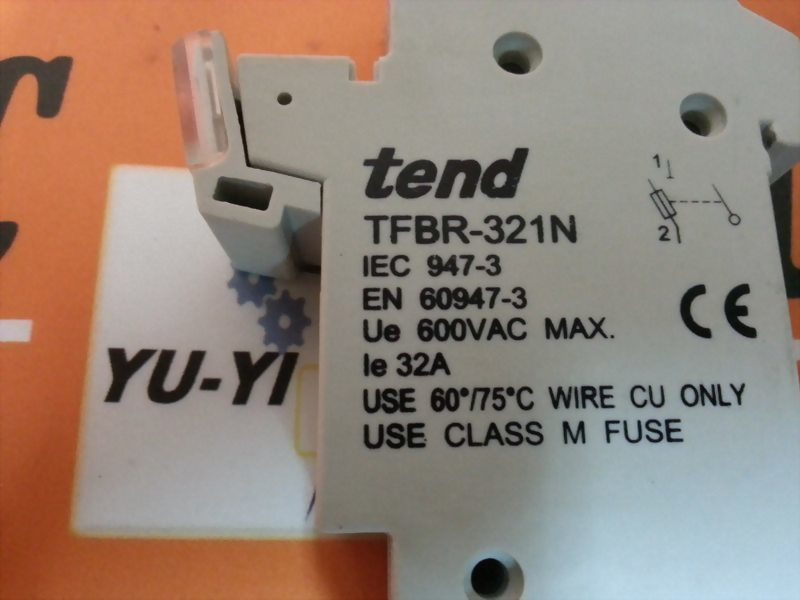 tend
TFBR-321N
IEC 947-3
EN 60947-3
Ue 600VAC MAX.
Ie 32A
USE 60°/75°C WIRE CU ONLY
USE CLASS M FUSE
1
2
CE
YU-YI